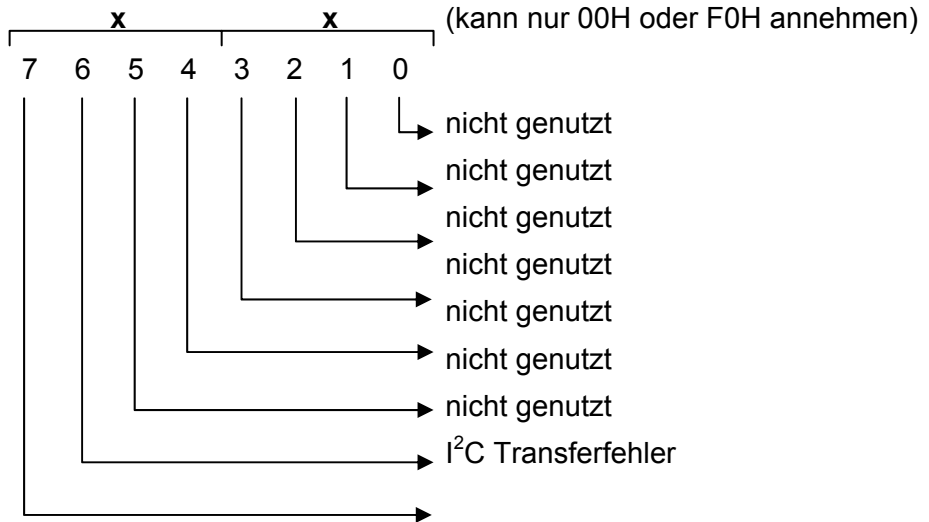 x x (kann nur 00H oder F0H annehmen)
7 6 5 4 3 2 1 0
nicht genutzt
nicht genutzt
nicht genutzt
nicht genutzt
nicht genutzt
nicht genutzt
nicht genutzt
I²C Transferfehler